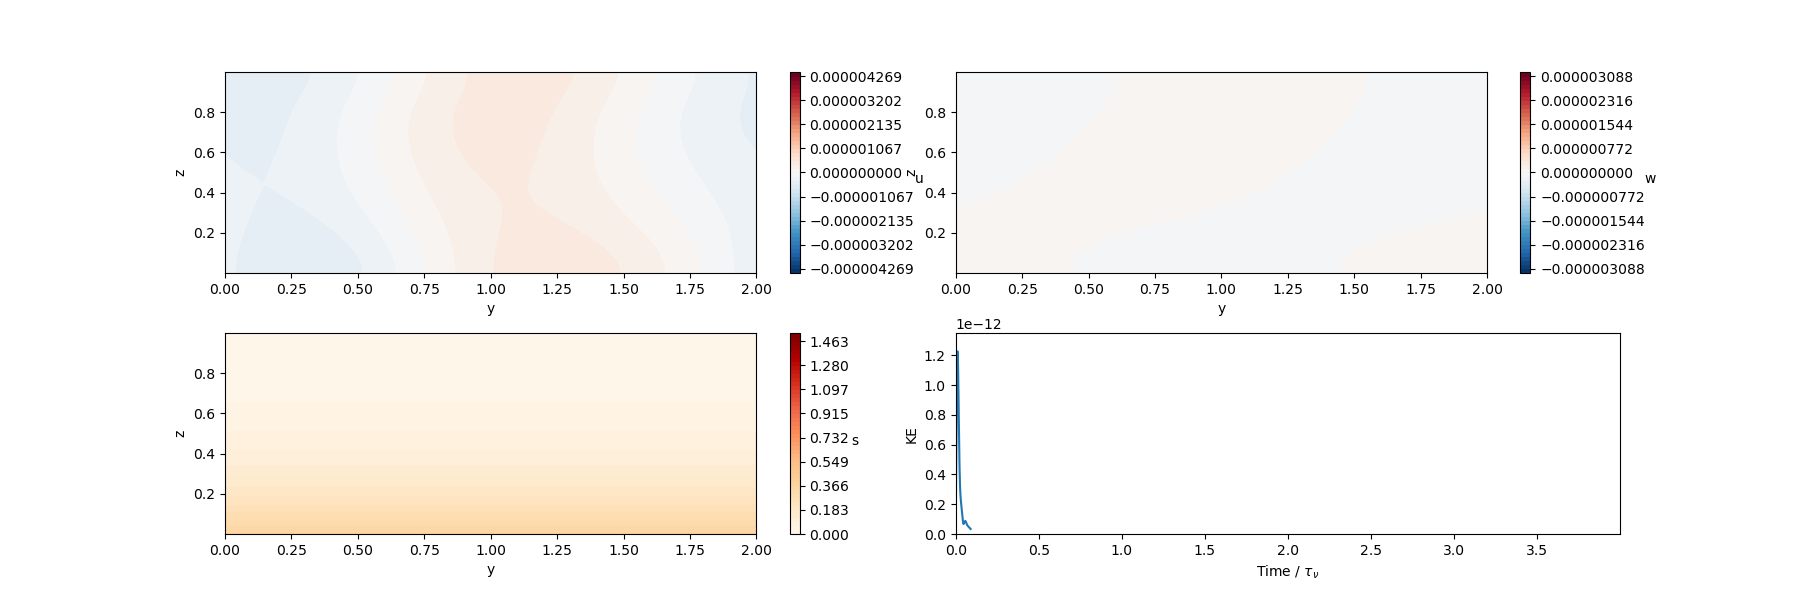 0.8
0.6
0.4
0.2
z
0.00 0.25 0.50 0.75 1.00 1.25 1.50 1.75 2.00
y
0.000004269
0.000003202
0.000002135
0.000001067
0.000000000
−0.000001067
−0.000002135
−0.000003202
−0.000004269
u
0.8
0.6
0.4
0.2
z
0.00 0.25 0.50 0.75 1.00 1.25 1.50 1.75 2.00
y
0.000003088
0.000002316
0.000001544
0.000000772
0.000000000
−0.000000772
−0.000001544
−0.000002316
−0.000003088
w
0.8
0.6
0.4
0.2
z
0.00 0.25 0.50 0.75 1.00 1.25 1.50 1.75 2.00
y
1.463
1.280
1.097
0.915
0.732
0.549
0.366
0.183
0.000
s
1e−12
1.2
1.0
0.8
0.6
0.4
0.2
0.0
KE
0.0 0.5 1.0 1.5 2.0 2.5 3.0 3.5
Time / τν